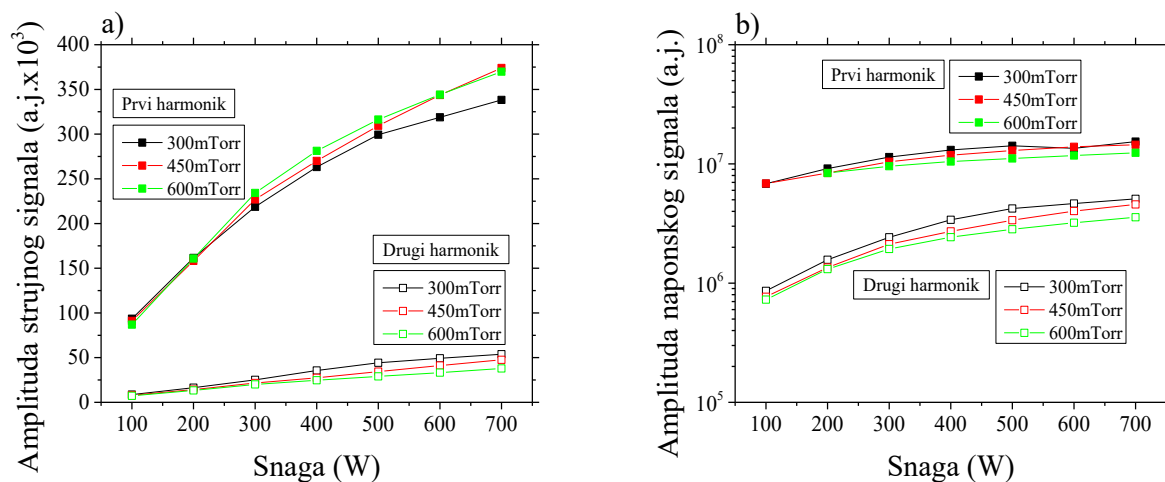 a)
Amplituda strujnog signala (a.j.x10³)
400
350
300
250
200
150
100
50
0
Prvi harmonik
300mTorr
450mTorr
600mTorr
Drugi harmonik
300mTorr
450mTorr
600mTorr
100 200 300 400 500 600 700
Snaga (W)
b)
Amplituda naponskog signala (a.j.)
10⁸
10⁷
10⁶
10⁵
Prvi harmonik
300mTorr
450mTorr
600mTorr
Drugi harmonik
300mTorr
450mTorr
600mTorr
100 200 300 400 500 600 700
Snaga (W)